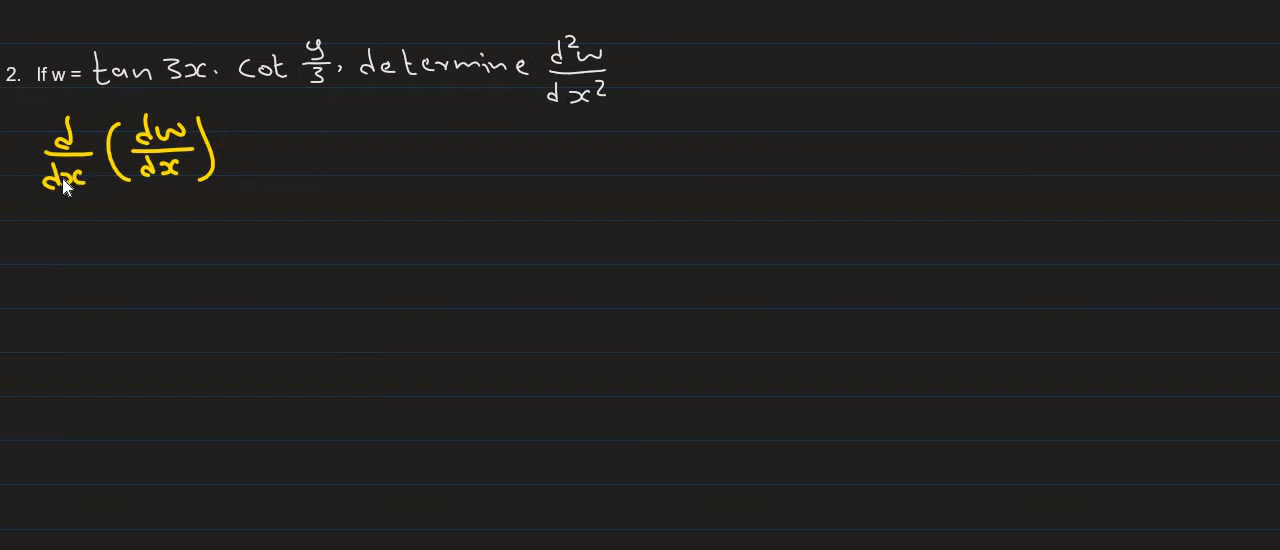 2. If w = tan 3x. cot y/3, determine d²w/dx²
d/dx (dw/dx)